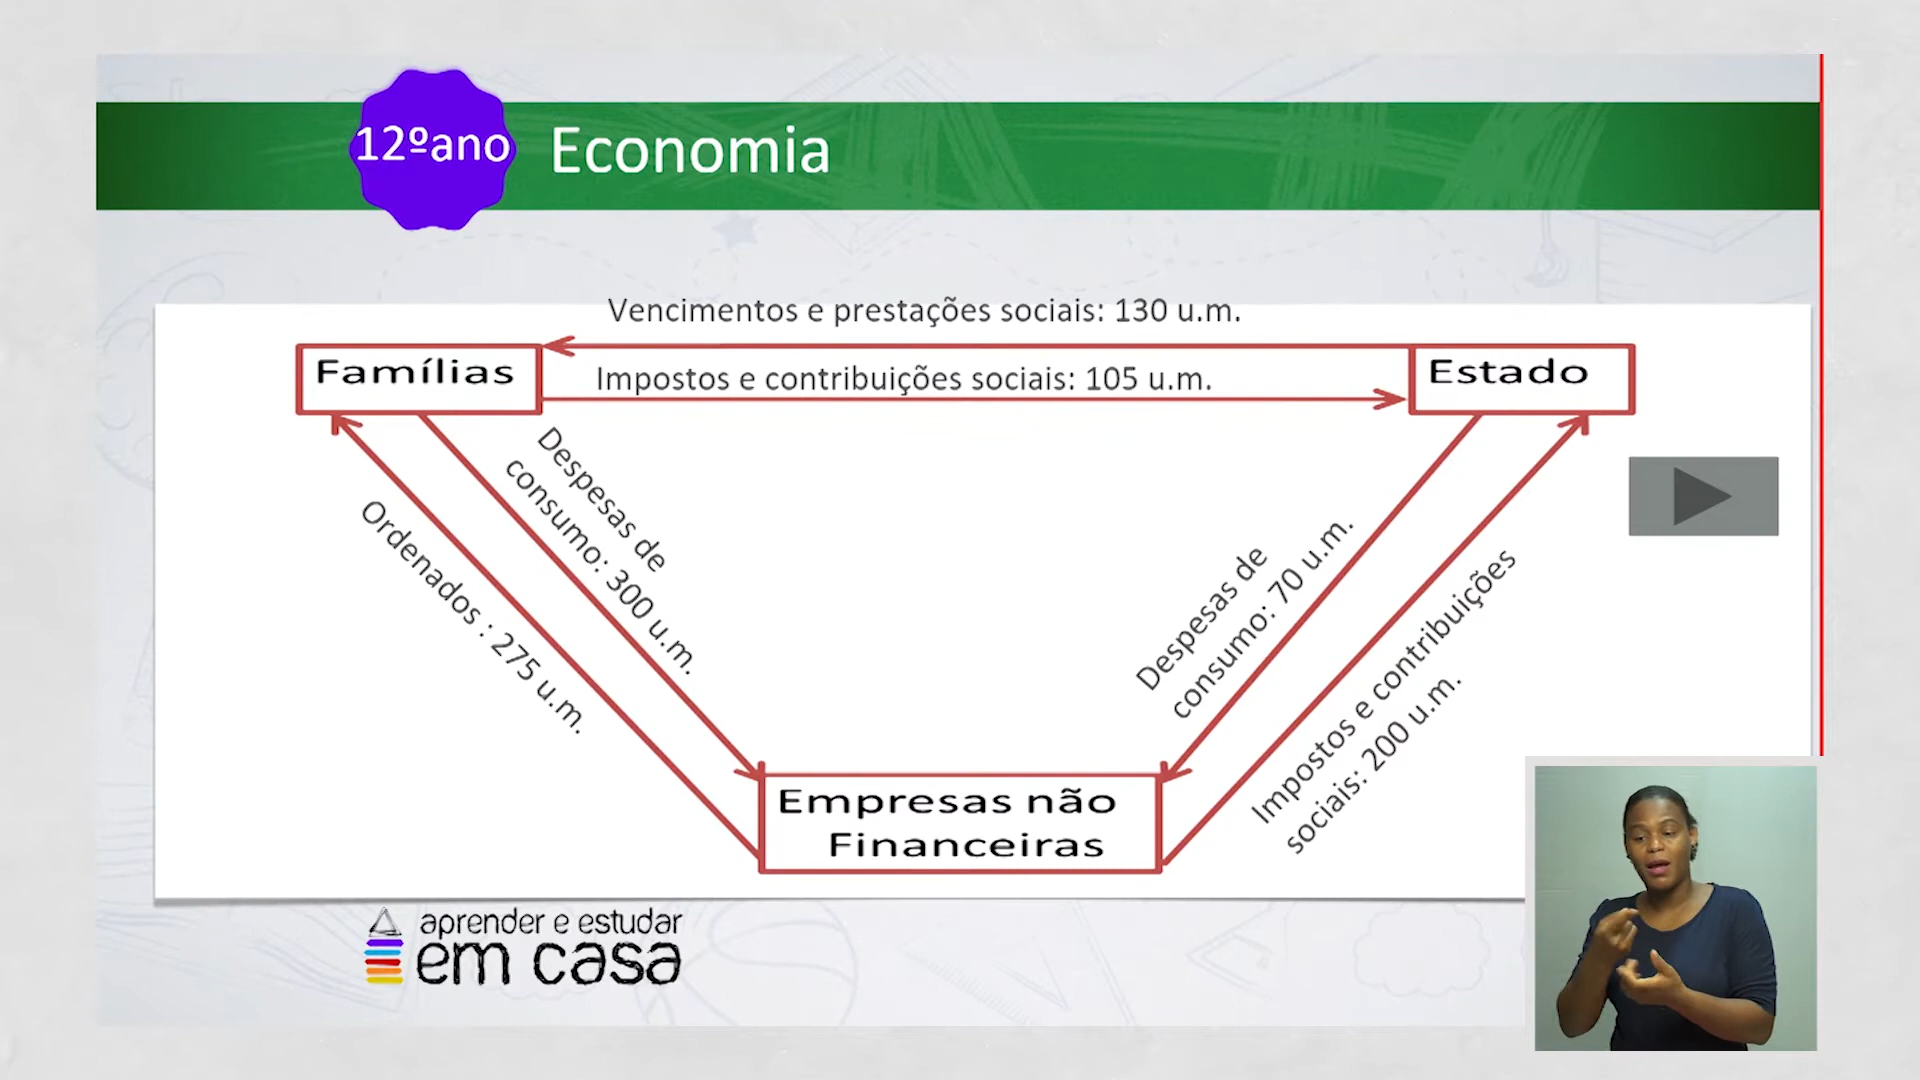 12ºano
Economia
Vencimentos e prestações sociais: 130 u.m.
Famílias
Estado
Impostos e contribuições sociais: 105 u.m.
Despesas de
consumo: 300 u.m.
Ordenados : 275 u.m.
Despesas de
consumo: 70 u.m.
Impostos e contribuições
sociais: 200 u.m.
Empresas não
Financeiras
aprender e estudar
em casa